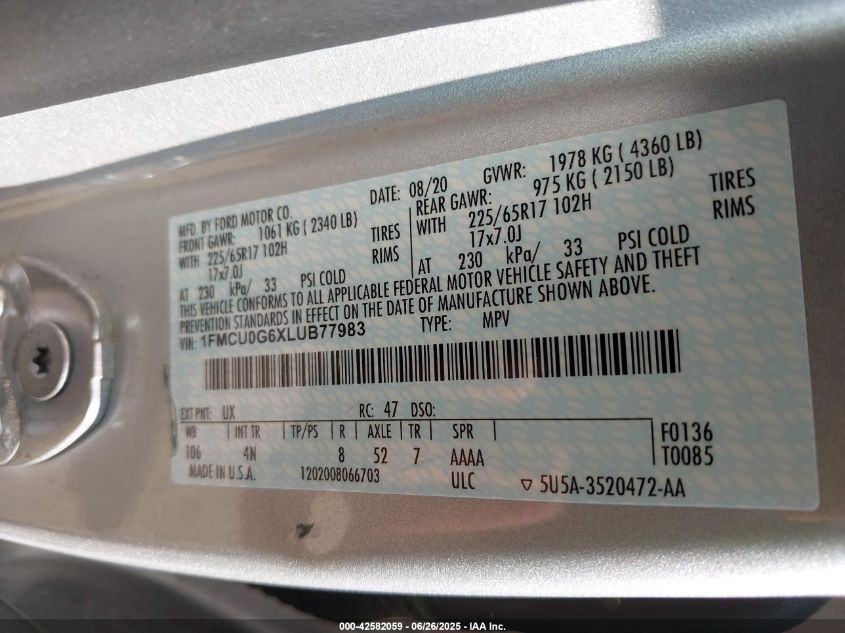 MFD. BY FORD MOTOR CO.
DATE: 08/20 GVWR: 1978 KG ( 4360 LB)
FRONT GAWR: 1061 KG ( 2340 LB)
REAR GAWR: 975 KG ( 2150 LB)
WITH 225/65R17 102H TIRES
WITH 225/65R17 102H TIRES
17x7.0J RIMS
17x7.0J RIMS
AT 230 kPa/ 33 PSI COLD
AT 230 kPa/ 33 PSI COLD
THIS VEHICLE CONFORMS TO ALL APPLICABLE FEDERAL MOTOR VEHICLE SAFETY AND THEFT
PREVENTION STANDARDS IN EFFECT ON THE DATE OF MANUFACTURE SHOWN ABOVE.
VIN: 1FMCU0G6XLUB77983 TYPE: MPV
EXT PNT: UX RC: 47 DSO:
WB INT TR TP/PS R AXLE TR SPR F0136
106 4N 8 52 7 AAAA T0085
MADE IN U.S.A. 1202008066703 ULC ▽ 5U5A-3520472-AA
000-42582059 - 06/26/2025 - IAA Inc.